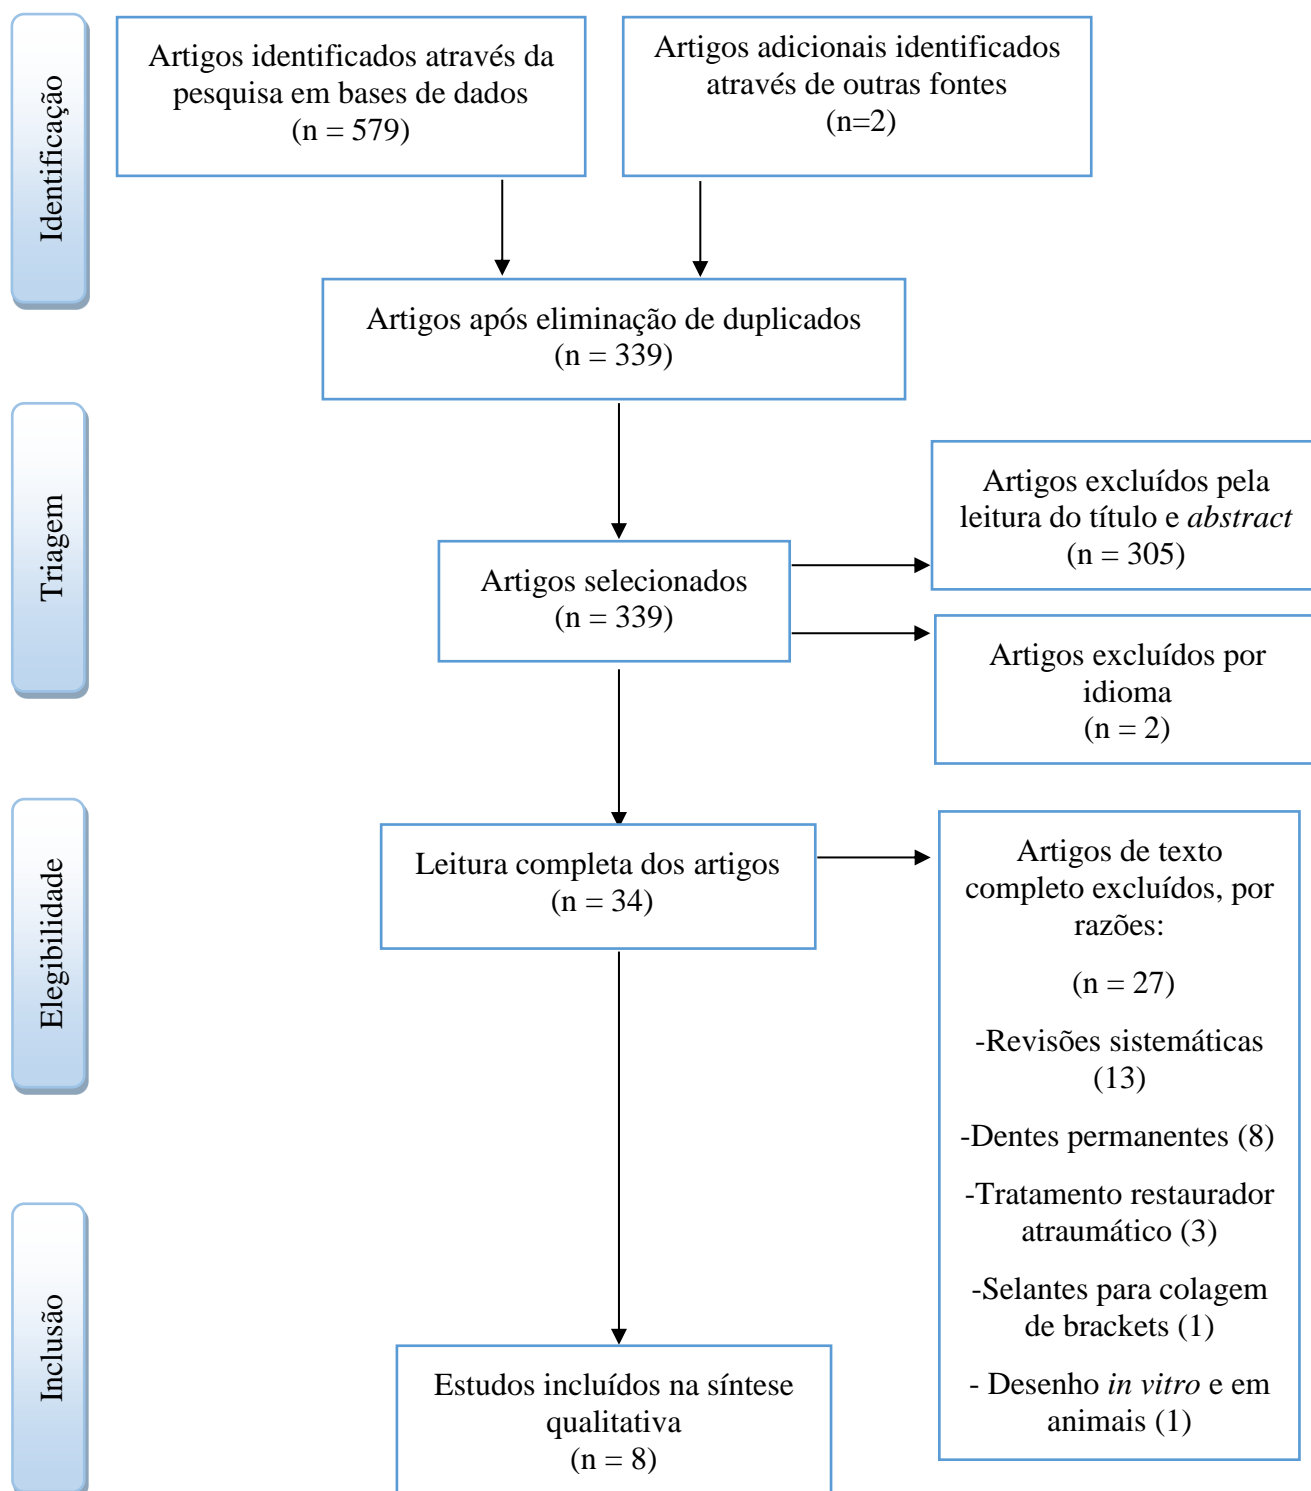 Identificação
Artigos identificados através da
pesquisa em bases de dados
(n = 579)
Artigos adicionais identificados
através de outras fontes
(n=2)
Artigos após eliminação de duplicados
(n = 339)
Triagem
Artigos selecionados
(n = 339)
Artigos excluídos pela
leitura do título e abstract
(n = 305)
Artigos excluídos por
idioma
(n = 2)
Elegibilidade
Leitura completa dos artigos
(n = 34)
Artigos de texto
completo excluídos, por
razões:
(n = 27)
-Revisões sistemáticas
(13)
-Dentes permanentes (8)
-Tratamento restaurador
atraumático (3)
-Selantes para colagem
de brackets (1)
- Desenho in vitro e em
animais (1)
Inclusão
Estudos incluídos na síntese
qualitativa
(n = 8)